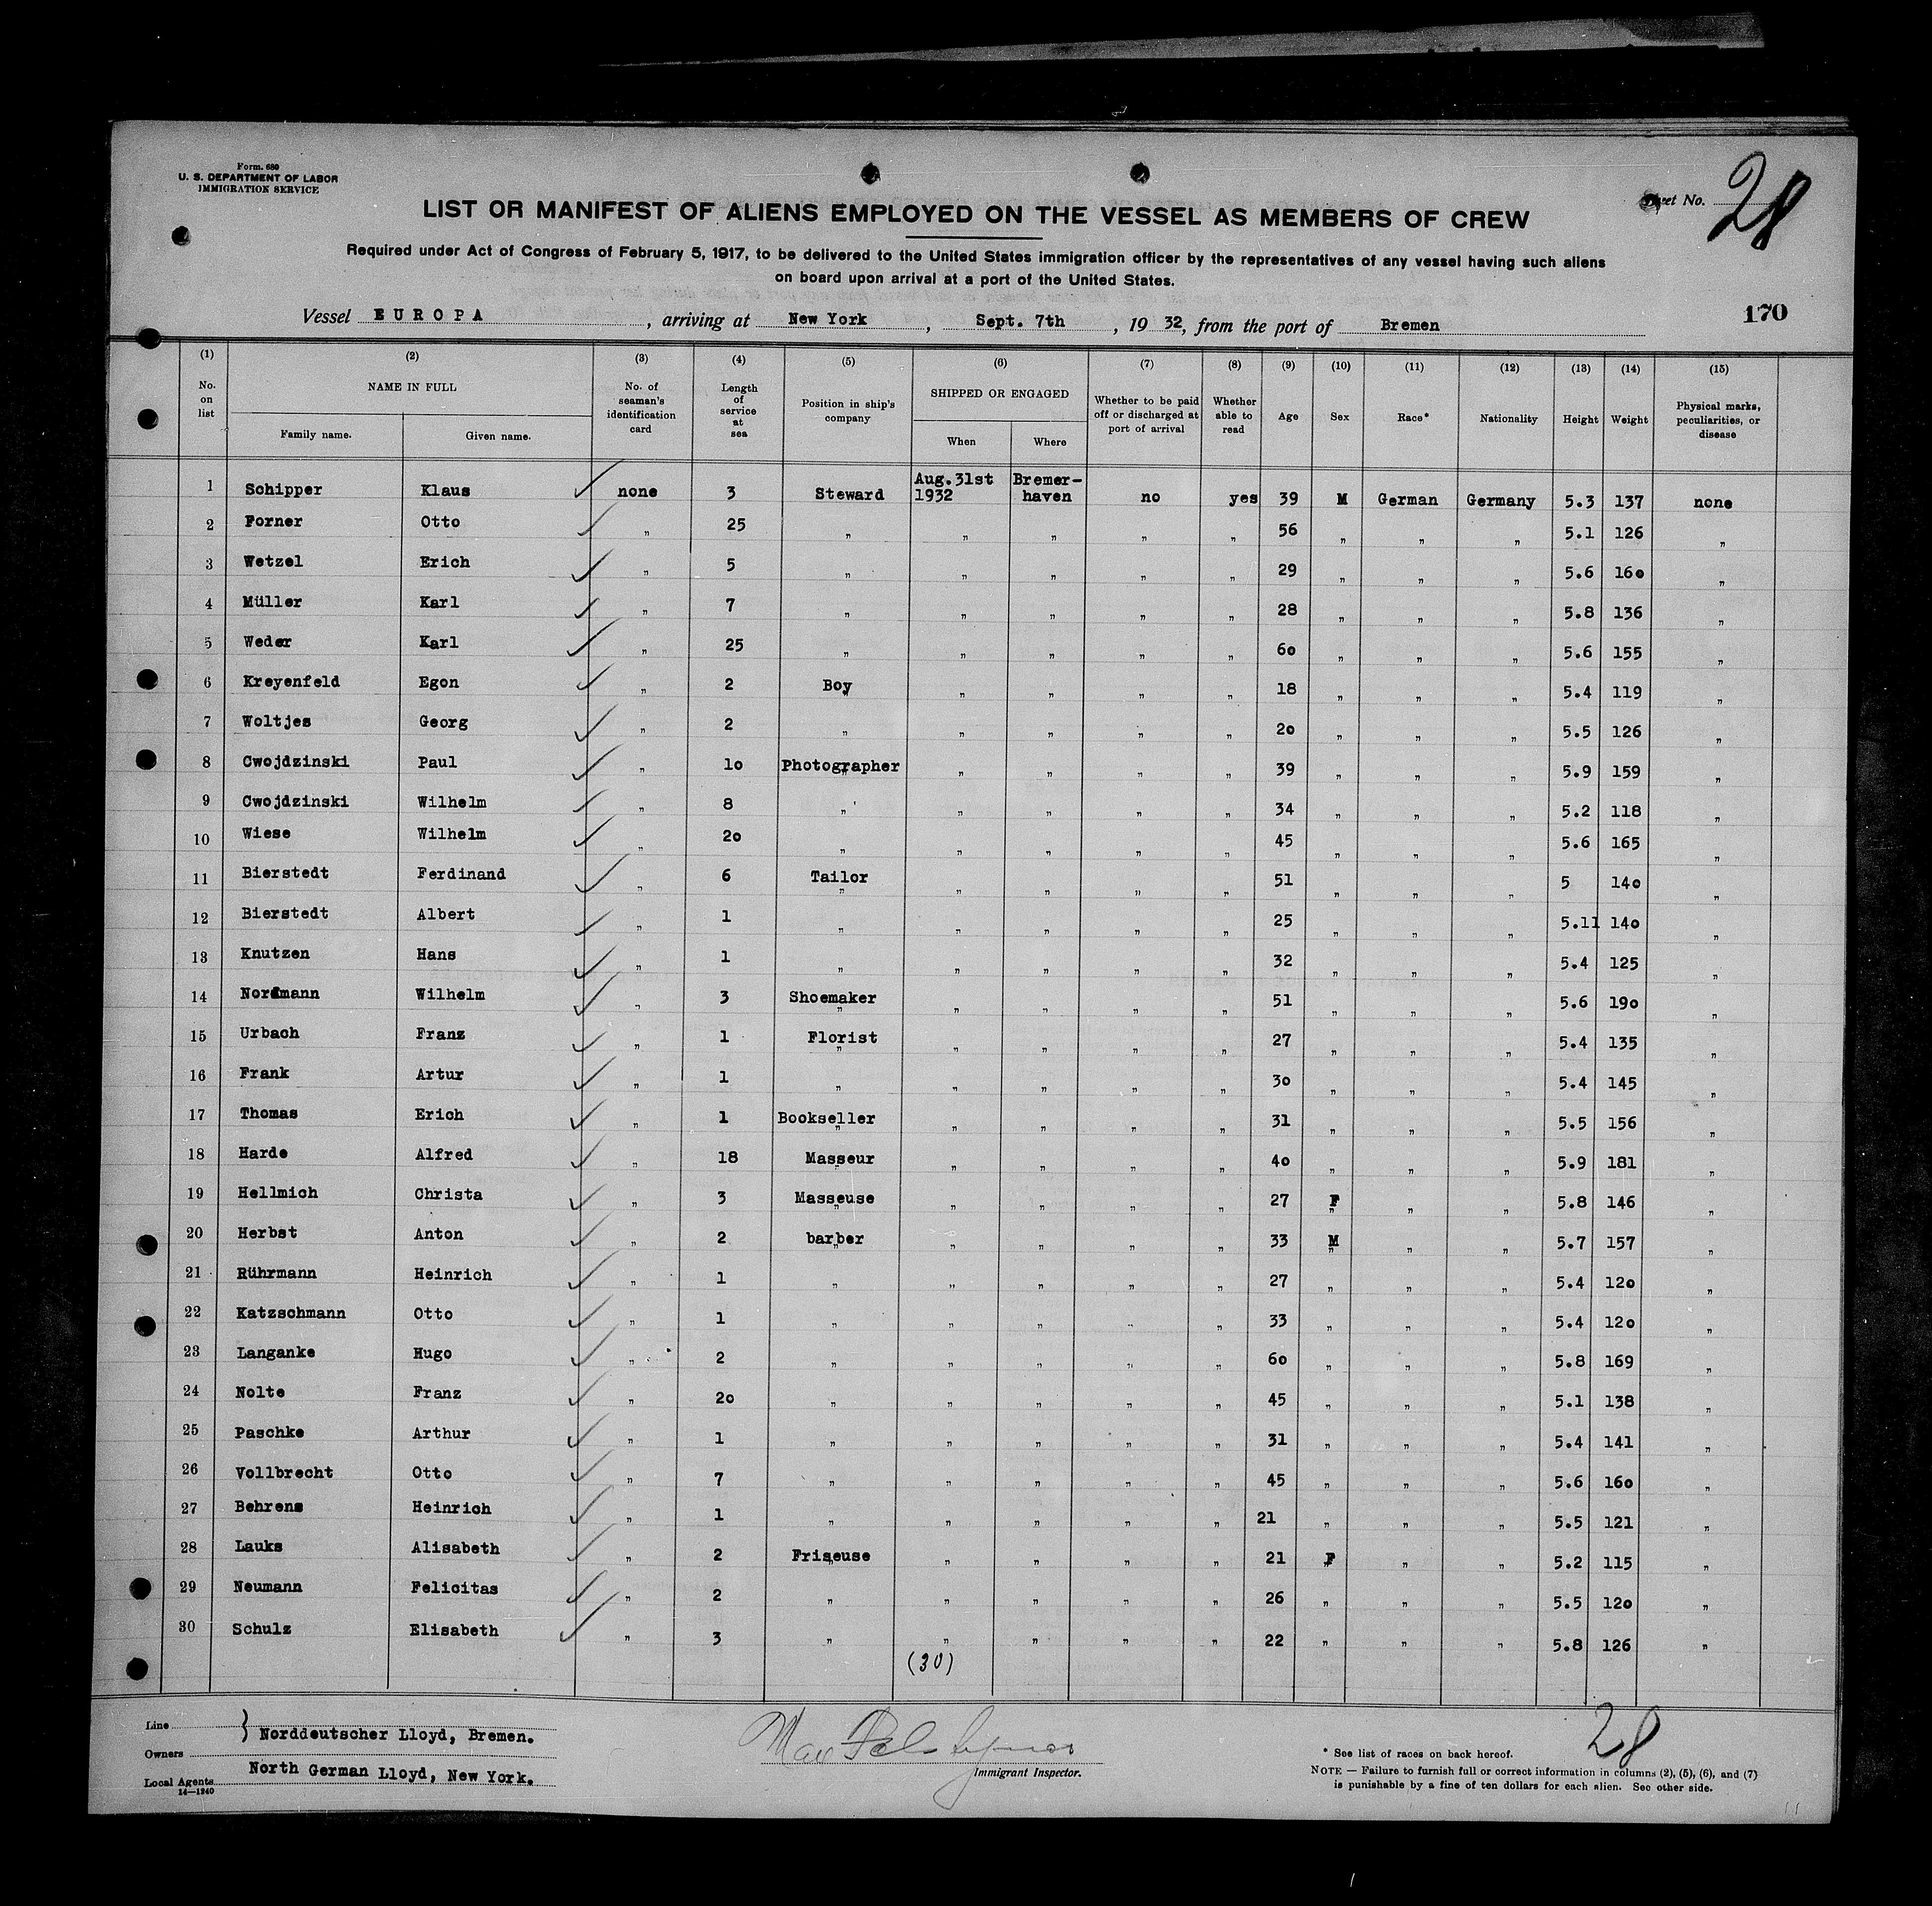 Form. 680
U. S. DEPARTMENT OF LABOR
IMMIGRATION SERVICE
Sheet No. 28
LIST OR MANIFEST OF ALIENS EMPLOYED ON THE VESSEL AS MEMBERS OF CREW
Required under Act of Congress of February 5, 1917, to be delivered to the United States immigration officer by the representatives of any vessel having such aliens
on board upon arrival at a port of the United States.
170
Vessel EUROPA, arriving at New York, Sept. 7th, 19 32, from the port of Bremen
(1) (2) (3) (4) (5) (6) (7) (8) (9) (10) (11) (12) (13) (14) (15)
No. on list NAME IN FULL Family name. Given name. No. of seaman's identification card Length of service at sea Position in ship's company SHIPPED OR ENGAGED When Where Whether to be paid off or discharged at port of arrival Whether able to read Age Sex Race* Nationality Height Weight Physical marks, peculiarities, or disease
1 Schipper Klaus none 3 Steward Aug.31st 1932 Bremerhaven no yes 39 M German Germany 5.3 137 none
2 Forner Otto " 25 " " " " " 56 " " " 5.1 126 "
3 Wetzel Erich " 5 " " " " " 29 " " " 5.6 160 "
4 Müller Karl " 7 " " " " " 28 " " " 5.8 136 "
5 Weder Karl " 25 " " " " " 60 " " " 5.6 155 "
6 Kreyenfeld Egon " 2 Boy " " " " 18 " " " 5.4 119 "
7 Woltjes Georg " 2 " " " " " 20 " " " 5.5 126 "
8 Cwojdzinski Paul " 10 Photographer " " " " 39 " " " 5.9 159 "
9 Cwojdzinski Wilhelm " 8 " " " " " 34 " " " 5.2 118 "
10 Wiese Wilhelm " 20 " " " " " 45 " " " 5.6 165 "
11 Bierstedt Ferdinand " 6 Tailor " " " " 51 " " " 5 140 "
12 Bierstedt Albert " 1 " " " " " 25 " " " 5.11 140 "
13 Knutzen Hans " 1 " " " " " 32 " " " 5.4 125 "
14 Nordmann Wilhelm " 3 Shoemaker " " " " 51 " " " 5.6 190 "
15 Urbach Franz " 1 Florist " " " " 27 " " " 5.4 135 "
16 Frank Artur " 1 " " " " " 30 " " " 5.4 145 "
17 Thomas Erich " 1 Bookseller " " " " 31 " " " 5.5 156 "
18 Harde Alfred " 18 Masseur " " " " 40 " " " 5.9 181 "
19 Hellmich Christa " 3 Masseuse " " " " 27 F " " 5.8 146 "
20 Herbst Anton " 2 barber " " " " 33 M " " 5.7 157 "
21 Rührmann Heinrich " 1 " " " " " 27 " " " 5.4 120 "
22 Katzschmann Otto " 1 " " " " " 33 " " " 5.4 120 "
23 Langanke Hugo " 2 " " " " " 60 " " " 5.8 169 "
24 Nolte Franz " 20 " " " " " 45 " " " 5.1 138 "
25 Paschke Arthur " 1 " " " " " 31 " " " 5.4 141 "
26 Vollbrecht Otto " 7 " " " " " 45 " " " 5.6 160 "
27 Behrens Heinrich " 1 " " " " " 21 " " " 5.5 121 "
28 Lauks Alisabeth " 2 Friseuse " " " " 21 F " " 5.2 115 "
29 Neumann Felicitas " 2 " " " " " 26 " " " 5.5 120 "
30 Schulz Elisabeth " 3 " " " " " 22 " " " 5.8 126 "
(30)
Line
Norddeutscher Lloyd, Bremen.
Owners
Local Agents North German Lloyd, New York.
14—1240
Immigrant Inspector.
28
* See list of races on back hereof.
NOTE — Failure to furnish full or correct information in columns (2), (5), (6), and (7)
is punishable by a fine of ten dollars for each alien. See other side.